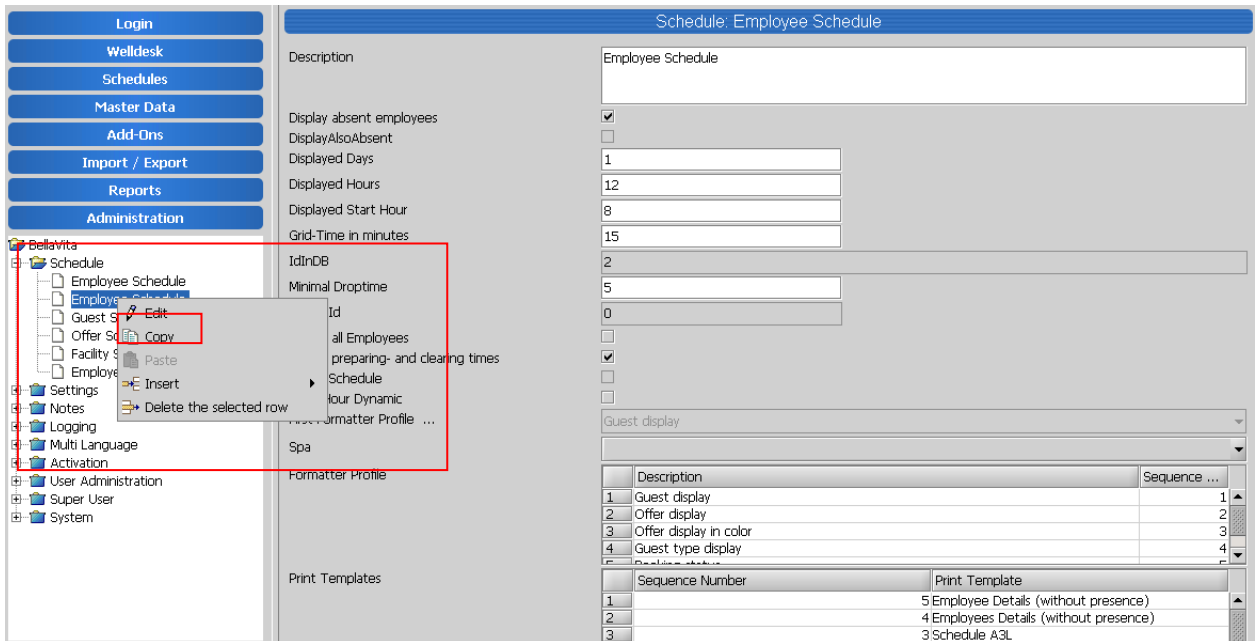 Login
Welldesk
Schedules
Master Data
Add-Ons
Import / Export
Reports
Administration
BellaVita
Schedule
Employee Schedule
Employee Schedule
Guest S
Offer Sc
Facility S
Employe
Settings
Notes
Logging
Multi Language
Activation
User Administration
Super User
System
Edit
Copy
Paste
Insert
Delete the selected row
Schedule: Employee Schedule
Description Employee Schedule
Display absent employees
DisplayAlsoAbsent
Displayed Days 1
Displayed Hours 12
Displayed Start Hour 8
Grid-Time in minutes 15
IdInDB 2
Minimal Droptime 5
Id 0
all Employees
preparing- and clearing times
Schedule
Hour Dynamic
First Formatter Profile ... Guest display
Spa
Formatter Profile
Description Sequence ...
1 Guest display 1
2 Offer display 2
3 Offer display in color 3
4 Guest type display 4
Print Templates
Sequence Number Print Template
1 5 Employee Details (without presence)
2 4 Employees Details (without presence)
3 3 Schedule A3L